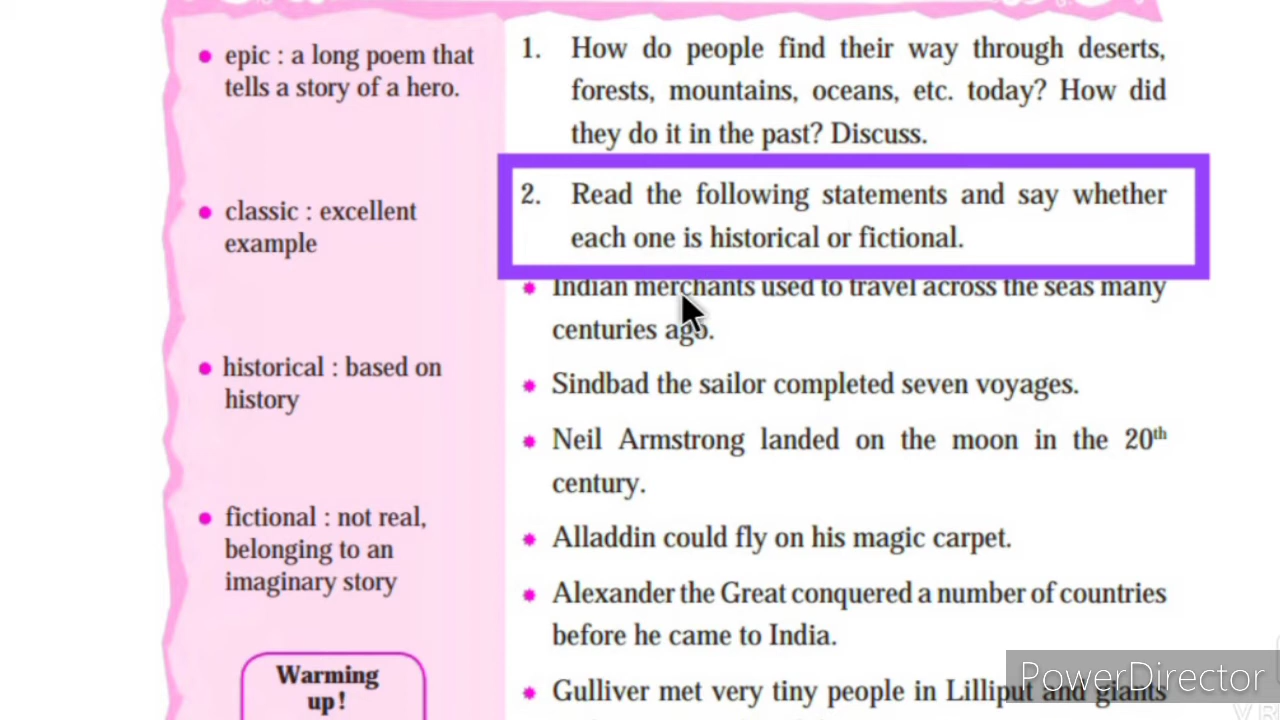 epic : a long poem that
tells a story of a hero.
classic : excellent
example
historical : based on
history
fictional : not real,
belonging to an
imaginary story
Warming
up!
1. How do people find their way through deserts,
forests, mountains, oceans, etc. today? How did
they do it in the past? Discuss.
2. Read the following statements and say whether
each one is historical or fictional.
Indian merchants used to travel across the seas many
centuries ago.
Sindbad the sailor completed seven voyages.
Neil Armstrong landed on the moon in the 20th
century.
Alladdin could fly on his magic carpet.
Alexander the Great conquered a number of countries
before he came to India.
Gulliver met very tiny people in Lilliput and giants
PowerDirector